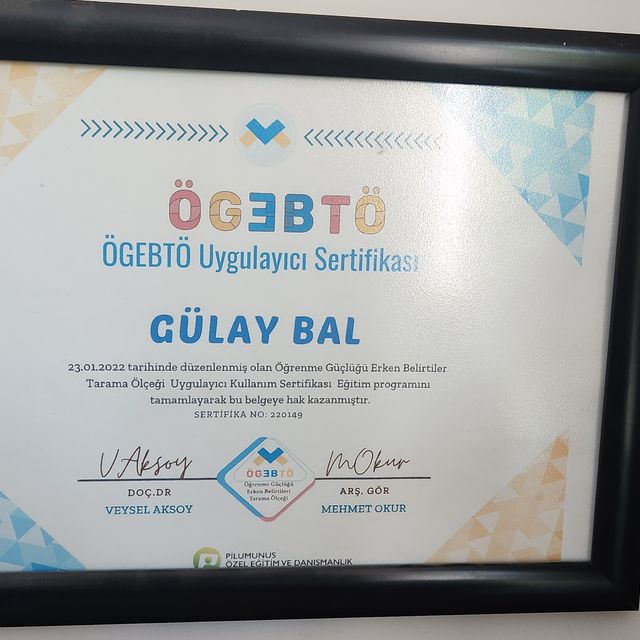 ÖGEBTÖ
ÖGEBTÖ Uygulayıcı Sertifikası
GÜLAY BAL
23.01.2022 tarihinde düzenlenmiş olan Öğrenme Güçlüğü Erken Belirtiler
Tarama Ölçeği Uygulayıcı Kullanım Sertifikası Eğitim programını
tamamlayarak bu belgeye hak kazanmıştır.
SERTİFİKA NO: 220149
V.Aksoy
MOkur
ÖGEBTÖ
Öğrenme Güçlüğü
Erken Belirtileri
Tarama Ölçeği
DOÇ.DR
VEYSEL AKSOY
ARŞ. GÖR
MEHMET OKUR
PİLUMUNUS
ÖZEL EĞİTİM VE DANIŞMANLIK